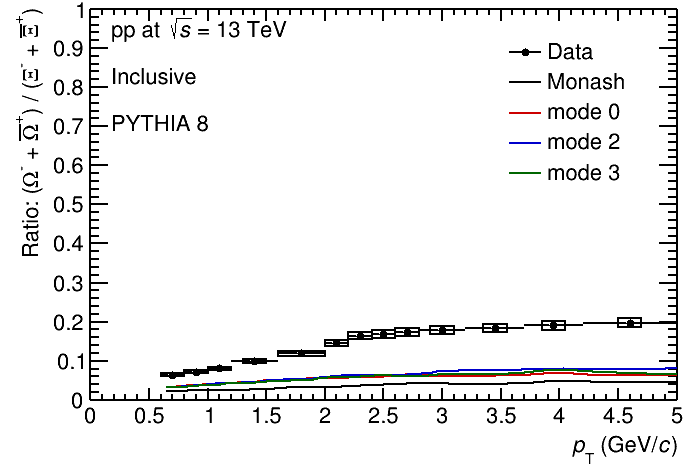 pp at √s = 13 TeV
Inclusive
PYTHIA 8
Data
Monash
mode 0
mode 2
mode 3
Ratio: (Ω⁻ + Ω̅⁺) / (Ξ⁻ + Ξ̅⁺)
1
0.9
0.8
0.7
0.6
0.5
0.4
0.3
0.2
0.1
0
0 0.5 1 1.5 2 2.5 3 3.5 4 4.5 5
p_T (GeV/c)